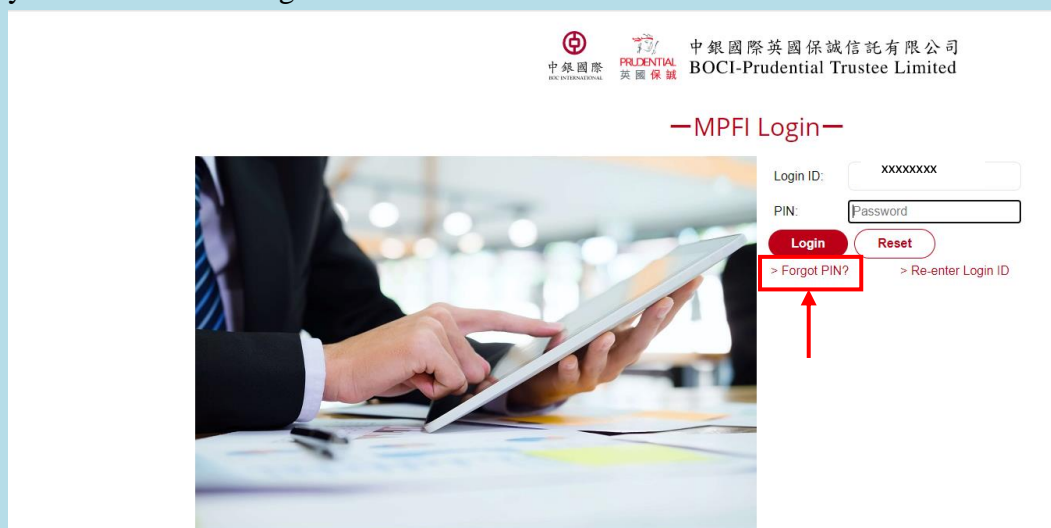 中銀國際
BOC INTERNATIONAL
PRUDENTIAL
英國保誠
中銀國際英國保誠信託有限公司
BOCI-Prudential Trustee Limited
—MPFI Login—
Login ID: XXXXXXXX
PIN: Password
Login Reset
> Forgot PIN? > Re-enter Login ID